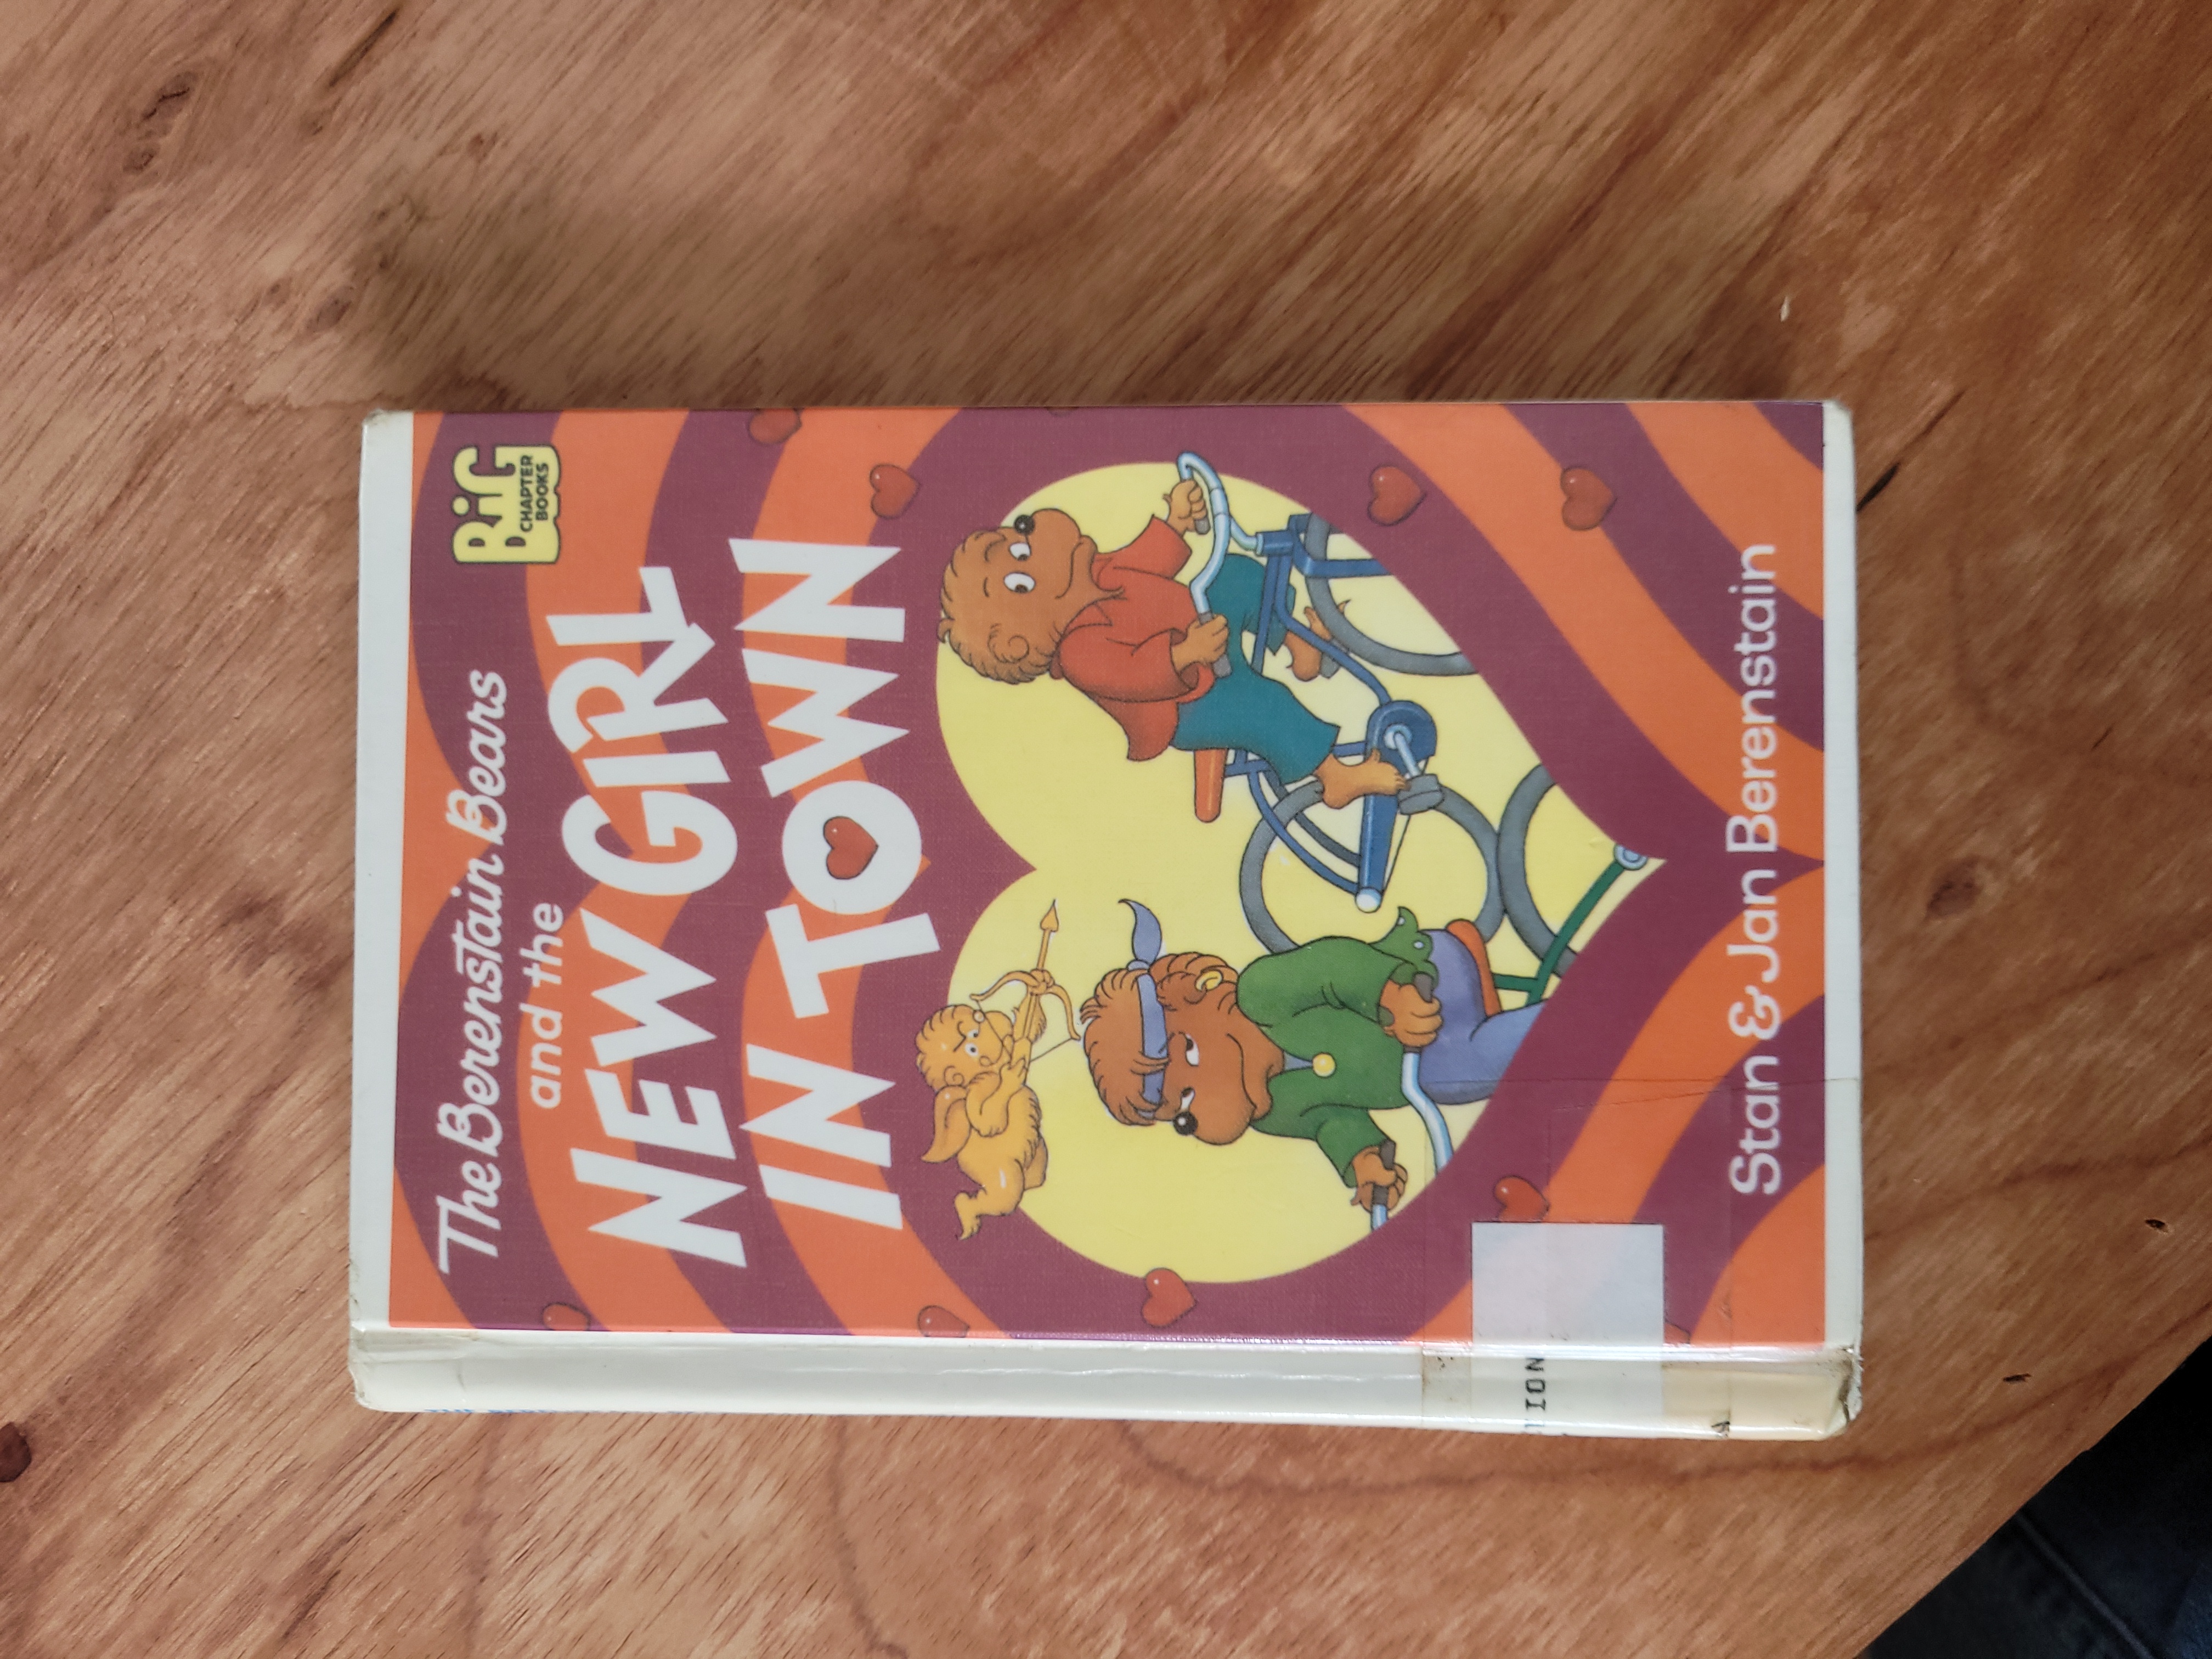 BIG
CHAPTER
BOOKS
The Berenstain Bears
and the
NEW GIRL
IN TOWN
Stan & Jan Berenstain